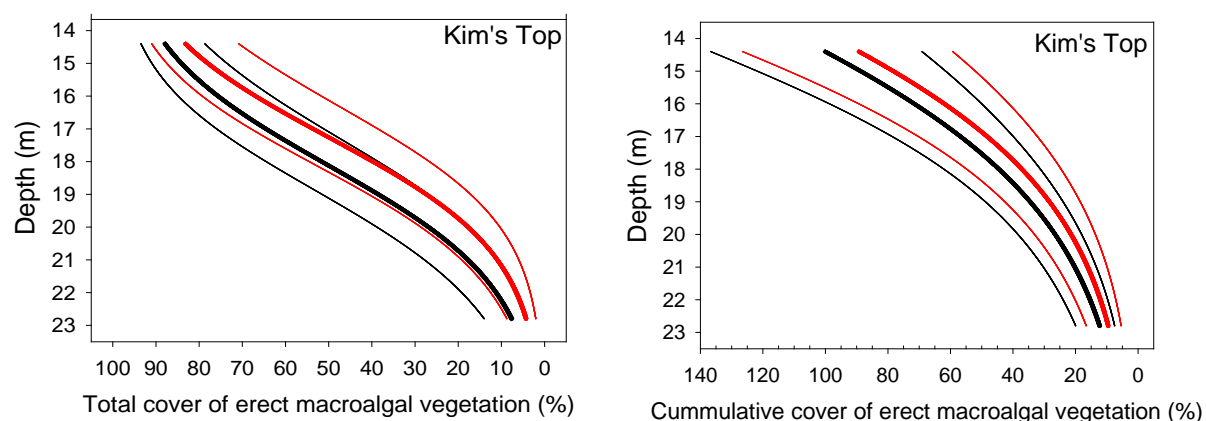 Kim's Top
Depth (m)
14
15
16
17
18
19
20
21
22
23
100 90 80 70 60 50 40 30 20 10 0
Total cover of erect macroalgal vegetation (%)
Kim's Top
Depth (m)
14
15
16
17
18
19
20
21
22
23
140 120 100 80 60 40 20 0
Cummulative cover of erect macroalgal vegetation (%)